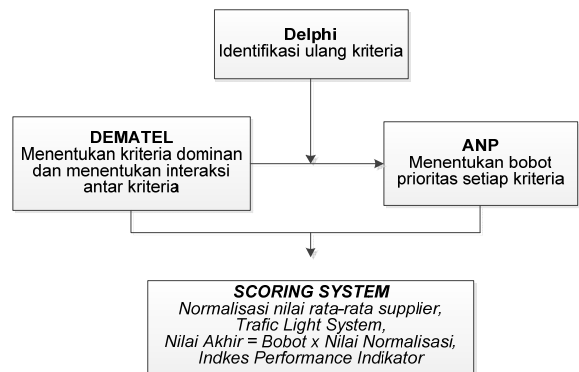 Delphi
Identifikasi ulang kriteria
DEMATEL
Menentukan kriteria dominan
dan menentukan interaksi
antar kriteria
ANP
Menentukan bobot
prioritas setiap kriteria
SCORING SYSTEM
Normalisasi nilai rata-rata supplier,
Trafic Light System,
Nilai Akhir = Bobot x Nilai Normalisasi,
Indkes Performance Indikator